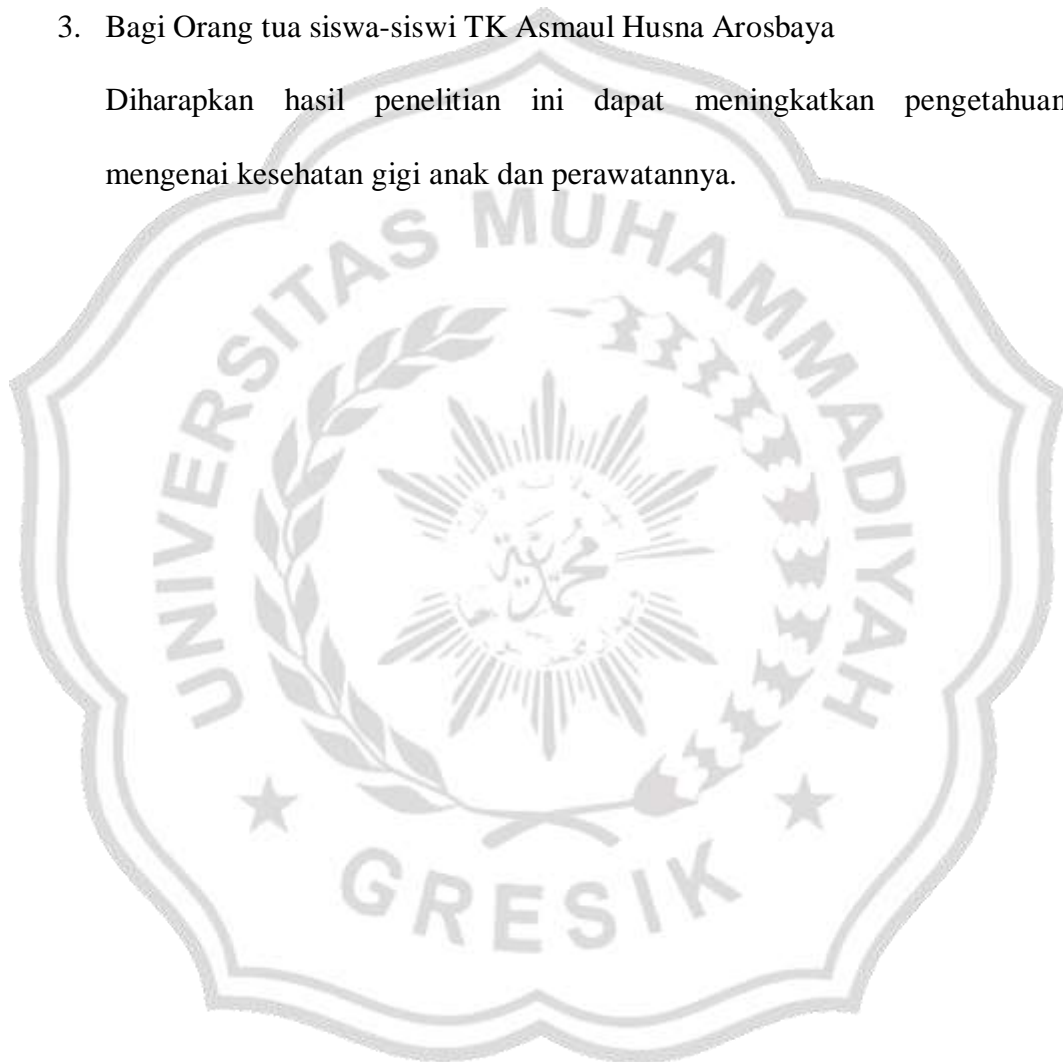 3. Bagi Orang tua siswa-siswi TK Asmaul Husna Arosbaya
Diharapkan hasil penelitian ini dapat meningkatkan pengetahuan
mengenai kesehatan gigi anak dan perawatannya.
UNIVERSITAS MUHAMMADIYAH
GRESIK
محمدية